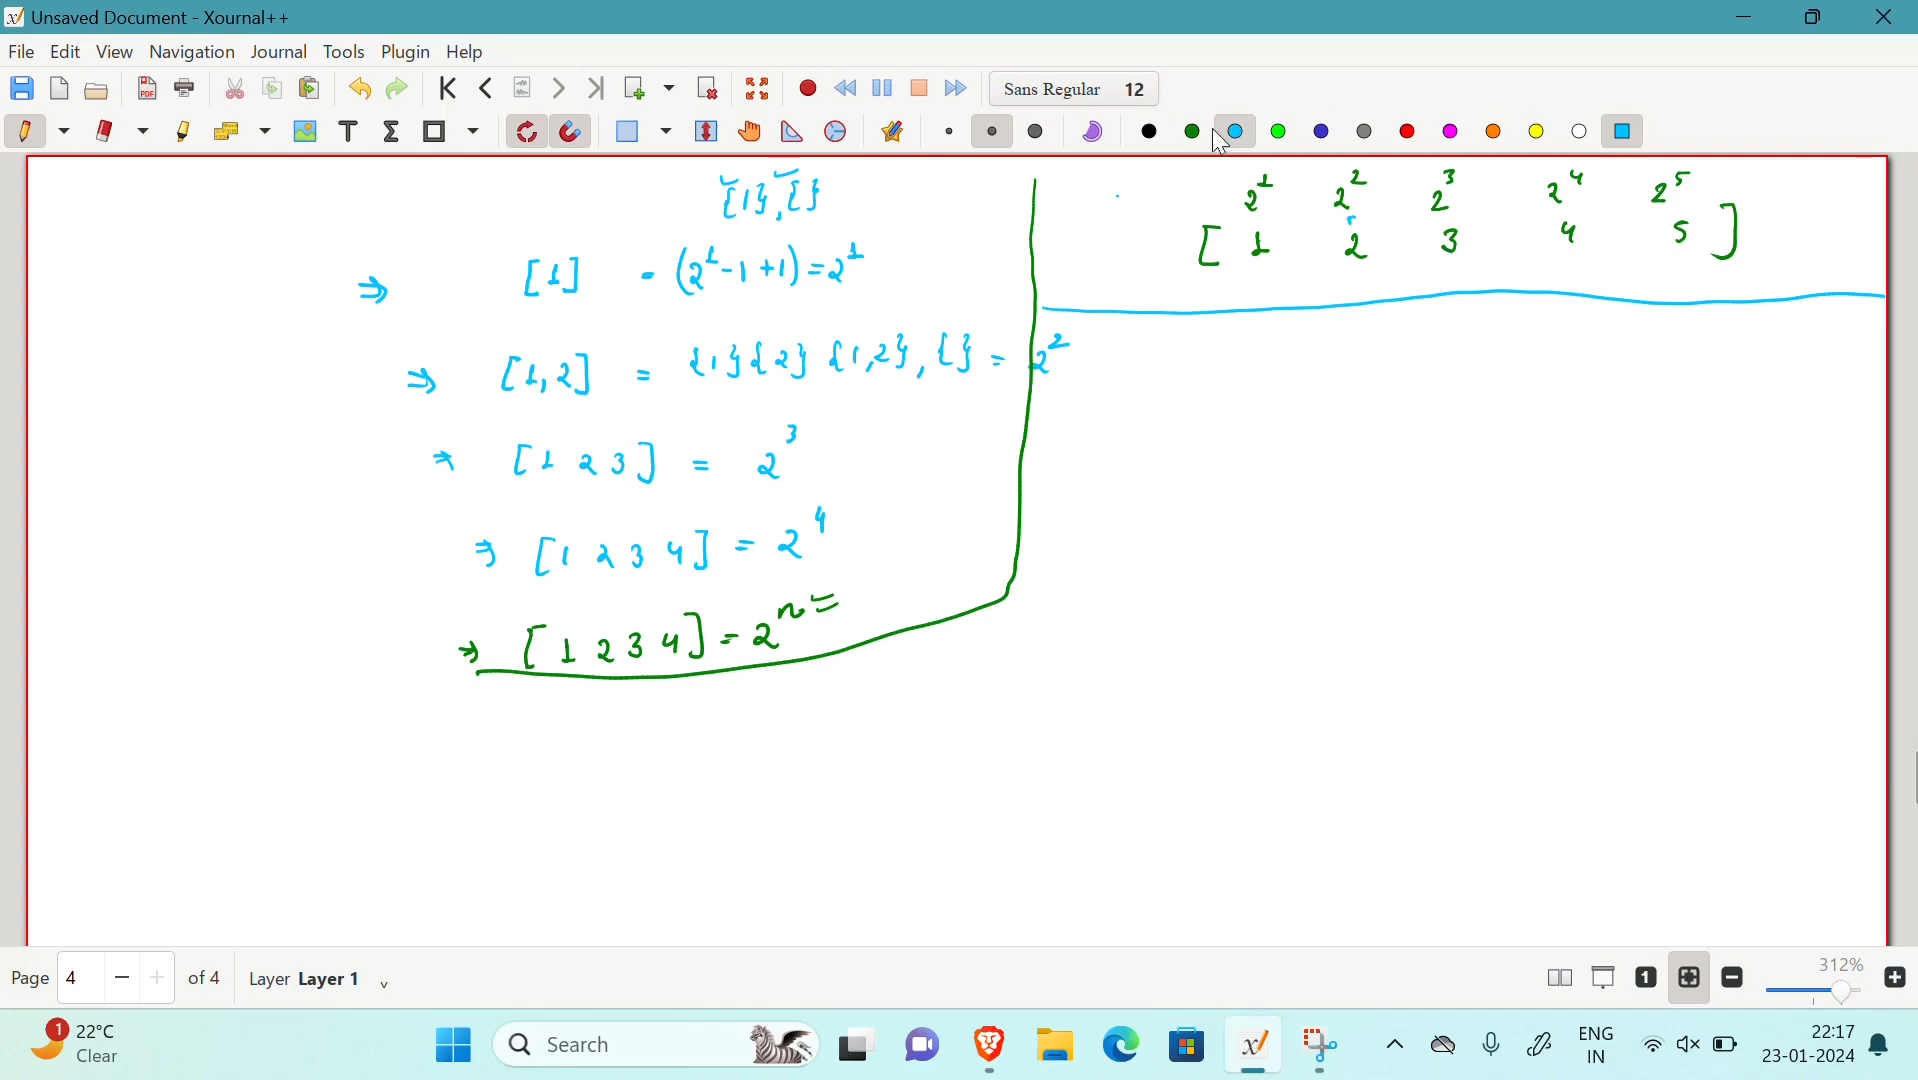 Unsaved Document - Xournal++
File Edit View Navigation Journal Tools Plugin Help
Sans Regular 12
{1}, {}
⇒ [1] = (2^1 - 1 + 1) = 2^1
⇒ [1, 2] = {1} {2} {1,2}, {} = 2^2
⇒ [1 2 3] = 2^3
⇒ [1 2 3 4] = 2^4
⇒ [1 2 3 4] = 2^n =
2^1 2^2 2^3 2^4 2^5
[ 1 2 3 4 5 ]
Page 4 of 4 Layer Layer 1
312%
1
22°C
Clear
Search
ENG
IN
22:17
23-01-2024